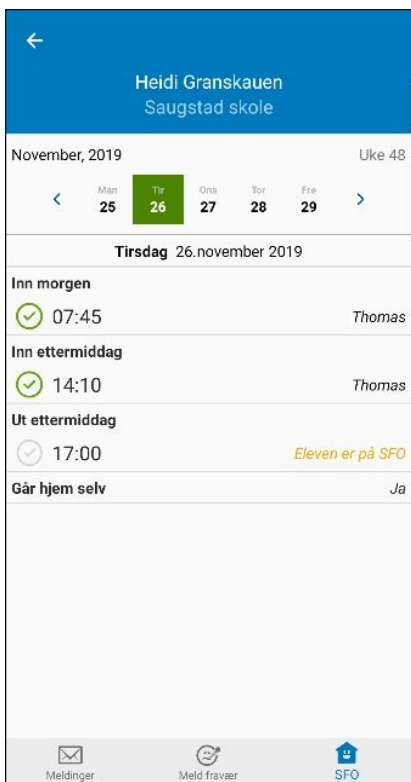 Heidi Granskauen
Saugstad skole
November, 2019 Uke 48
Man Tir Ons Tor Fre
25 26 27 28 29
Tirsdag 26.november 2019
Inn morgen
07:45 Thomas
Inn ettermiddag
14:10 Thomas
Ut ettermiddag
17:00 Eleven er på SFO
Går hjem selv Ja
Meldinger Meld fravær SFO